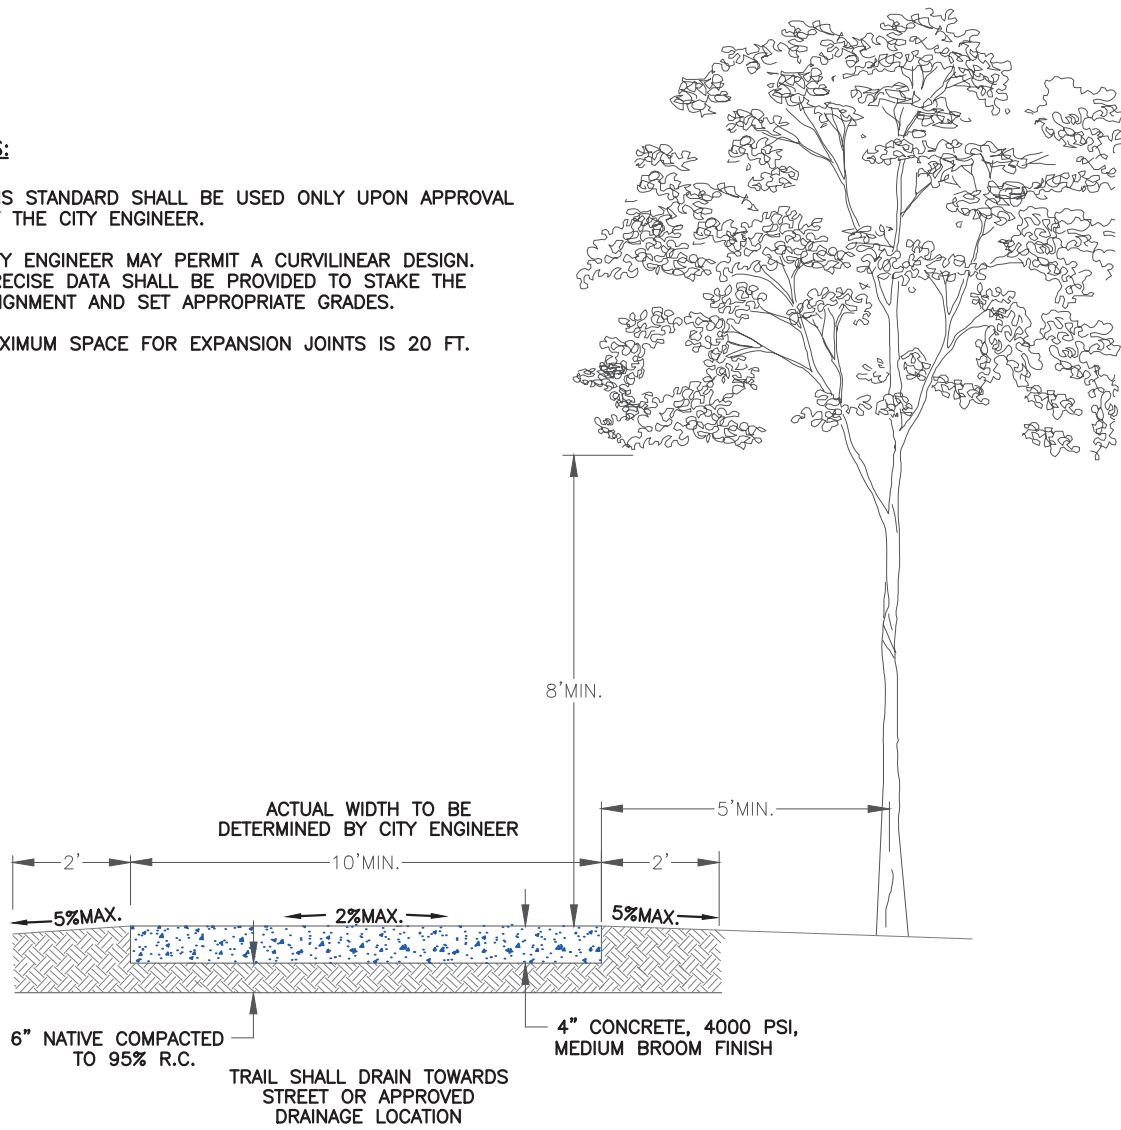 S:
IS STANDARD SHALL BE USED ONLY UPON APPROVAL
THE CITY ENGINEER.
Y ENGINEER MAY PERMIT A CURVILINEAR DESIGN.
RECISE DATA SHALL BE PROVIDED TO STAKE THE
IGNMENT AND SET APPROPRIATE GRADES.
XIMUM SPACE FOR EXPANSION JOINTS IS 20 FT.
8'MIN.
ACTUAL WIDTH TO BE
DETERMINED BY CITY ENGINEER
5'MIN.
2'
10'MIN.
2'
5%MAX.
2%MAX.
5%MAX.
6" NATIVE COMPACTED
TO 95% R.C.
4" CONCRETE, 4000 PSI,
MEDIUM BROOM FINISH
TRAIL SHALL DRAIN TOWARDS
STREET OR APPROVED
DRAINAGE LOCATION